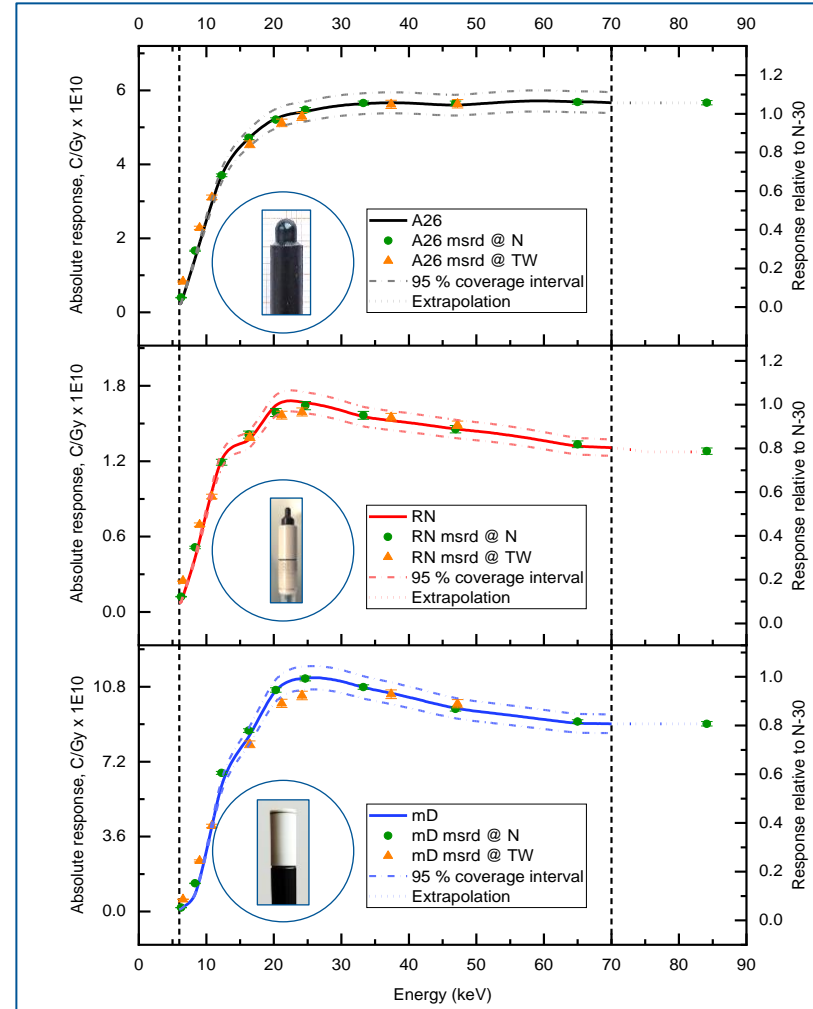 0 10 20 30 40 50 60 70 80 90
Absolute response, C/Gy x 1E10
6
4
2
0
1.2
1.0
0.8
0.6
0.4
0.2
0.0
Response relative to N-30
A26
A26 msrd @ N
A26 msrd @ TW
95 % coverage interval
Extrapolation
Absolute response, C/Gy x 1E10
1.8
1.2
0.6
0.0
1.2
1.0
0.8
0.6
0.4
0.2
0.0
Response relative to N-30
RN
RN msrd @ N
RN msrd @ TW
95 % coverage interval
Extrapolation
Absolute response, C/Gy x 1E10
10.8
7.2
3.6
0.0
1.0
0.8
0.6
0.4
0.2
0.0
Response relative to N-30
mD
mD msrd @ N
mD msrd @ TW
95 % coverage interval
Extrapolation
0 10 20 30 40 50 60 70 80 90
Energy (keV)